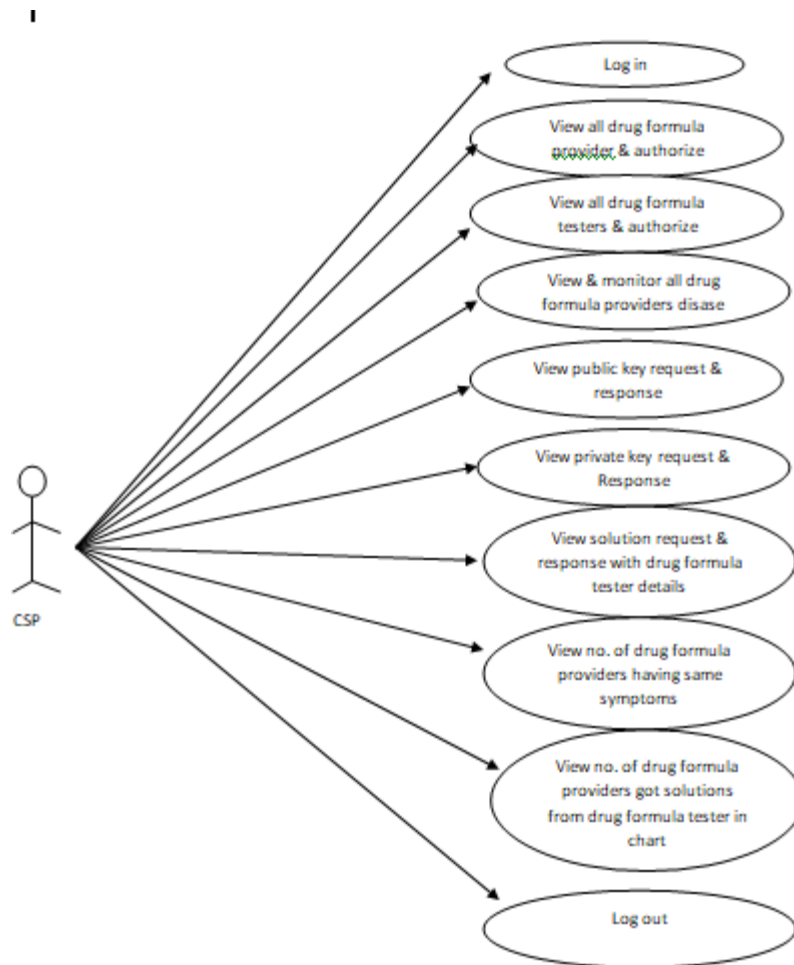 Log in
View all drug formula
provider & authorize
View all drug formula
testers & authorize
View & monitor all drug
formula providers disase
View public key request &
response
View private key request &
Response
View solution request &
response with drug formula
tester details
CSP
View no. of drug formula
providers having same
symptoms
View no. of drug formula
providers got solutions
from drug formula tester in
chart
Log out